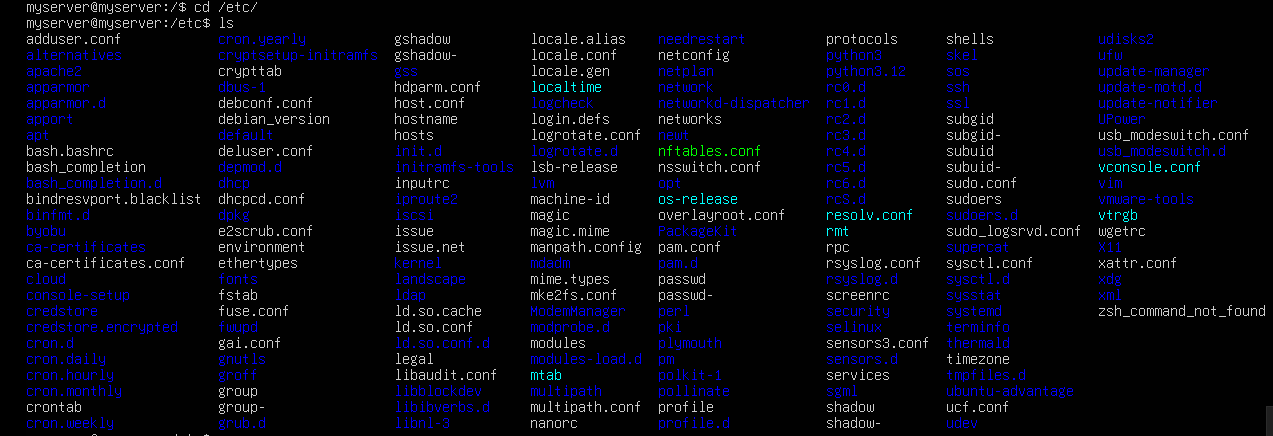 myserver@myserver:/$ cd /etc/
myserver@myserver:/etc$ ls
adduser.conf cron.yearly gshadow locale.alias needrestart protocols shells udisks2
alternatives cryptsetup-initramfs gshadow- locale.conf netconfig python3 skel ufw
apache2 crypttab gss locale.gen netplan python3.12 sos update-manager
apparmor dbus-1 hdparm.conf localtime network rc0.d ssh update-motd.d
apparmor.d debconf.conf host.conf logcheck networkd-dispatcher rc1.d ssl update-notifier
apport debian_version hostname login.defs networks rc2.d subgid UPower
apt default hosts logrotate.conf newt rc3.d subgid- usb_modeswitch.conf
bash.bashrc deluser.conf init.d logrotate.d nftables.conf rc4.d subuid usb_modeswitch.d
bash_completion depmod.d initramfs-tools lsb-release nsswitch.conf rc5.d subuid- vconsole.conf
bash_completion.d dhcp inputrc lvm opt rc6.d sudo.conf vim
bindresvport.blacklist dhcpcd.conf iproute2 machine-id os-release rcS.d sudoers vmware-tools
binfmt.d dpkg iscsi magic overlayroot.conf resolv.conf sudoers.d vtrgb
byobu e2scrub.conf issue magic.mime PackageKit rmt sudo_logsrvd.conf wgetrc
ca-certificates environment issue.net manpath.config pam.conf rpc supercat X11
ca-certificates.conf ethertypes kernel mdadm pam.d rsyslog.conf sysctl.conf xattr.conf
cloud fonts landscape mime.types passwd rsyslog.d sysctl.d xdg
console-setup fstab ldap mke2fs.conf passwd- screenrc sysstat xml
credstore fuse.conf ld.so.cache ModemManager perl security systemd zsh_command_not_found
credstore.encrypted fwupd ld.so.conf modprobe.d pki selinux terminfo
cron.d gai.conf ld.so.conf.d modules plymouth sensors3.conf thermald
cron.daily gnutls legal modules-load.d pm sensors.d timezone
cron.hourly groff libaudit.conf mtab polkit-1 services tmpfiles.d
cron.monthly group libblockdev multipath pollinate sgml ubuntu-advantage
crontab group- libibverbs.d multipath.conf profile shadow ucf.conf
cron.weekly grub.d libnl-3 nanorc profile.d shadow- udev